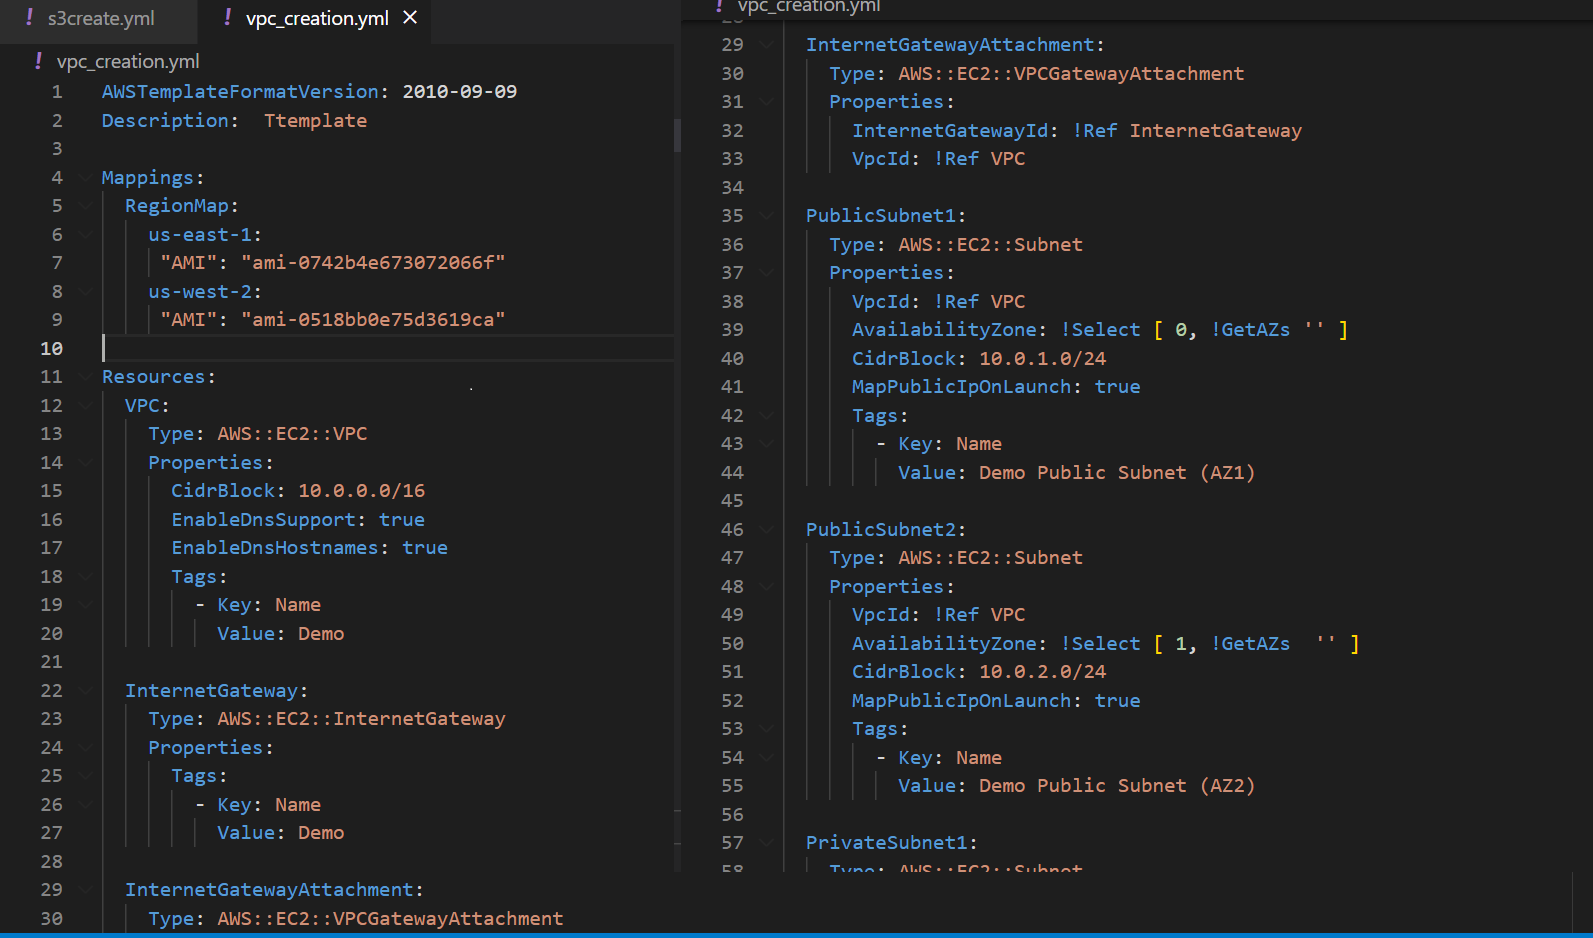 ! s3create.yml
! vpc_creation.yml ×
! vpc_creation.yml
1 AWSTemplateFormatVersion: 2010-09-09
2 Description:  Ttemplate
3
4 Mappings:
5   RegionMap:
6     us-east-1:
7      "AMI": "ami-0742b4e673072066f"
8     us-west-2:
9      "AMI": "ami-0518bb0e75d3619ca"
10
11 Resources:
12   VPC:
13     Type: AWS::EC2::VPC
14     Properties:
15       CidrBlock: 10.0.0.0/16
16       EnableDnsSupport: true
17       EnableDnsHostnames: true
18       Tags:
19         - Key: Name
20           Value: Demo
21
22   InternetGateway:
23     Type: AWS::EC2::InternetGateway
24     Properties:
25       Tags:
26         - Key: Name
27           Value: Demo
28
29   InternetGatewayAttachment:
30     Type: AWS::EC2::VPCGatewayAttachment
! vpc_creation.yml
28
29   InternetGatewayAttachment:
30     Type: AWS::EC2::VPCGatewayAttachment
31     Properties:
32       InternetGatewayId: !Ref InternetGateway
33       VpcId: !Ref VPC
34
35   PublicSubnet1:
36     Type: AWS::EC2::Subnet
37     Properties:
38       VpcId: !Ref VPC
39       AvailabilityZone: !Select [ 0, !GetAZs '' ]
40       CidrBlock: 10.0.1.0/24
41       MapPublicIpOnLaunch: true
42       Tags:
43         - Key: Name
44           Value: Demo Public Subnet (AZ1)
45
46   PublicSubnet2:
47     Type: AWS::EC2::Subnet
48     Properties:
49       VpcId: !Ref VPC
50       AvailabilityZone: !Select [ 1, !GetAZs  '' ]
51       CidrBlock: 10.0.2.0/24
52       MapPublicIpOnLaunch: true
53       Tags:
54         - Key: Name
55           Value: Demo Public Subnet (AZ2)
56
57   PrivateSubnet1:
58     Type: AWS::EC2::Subnet